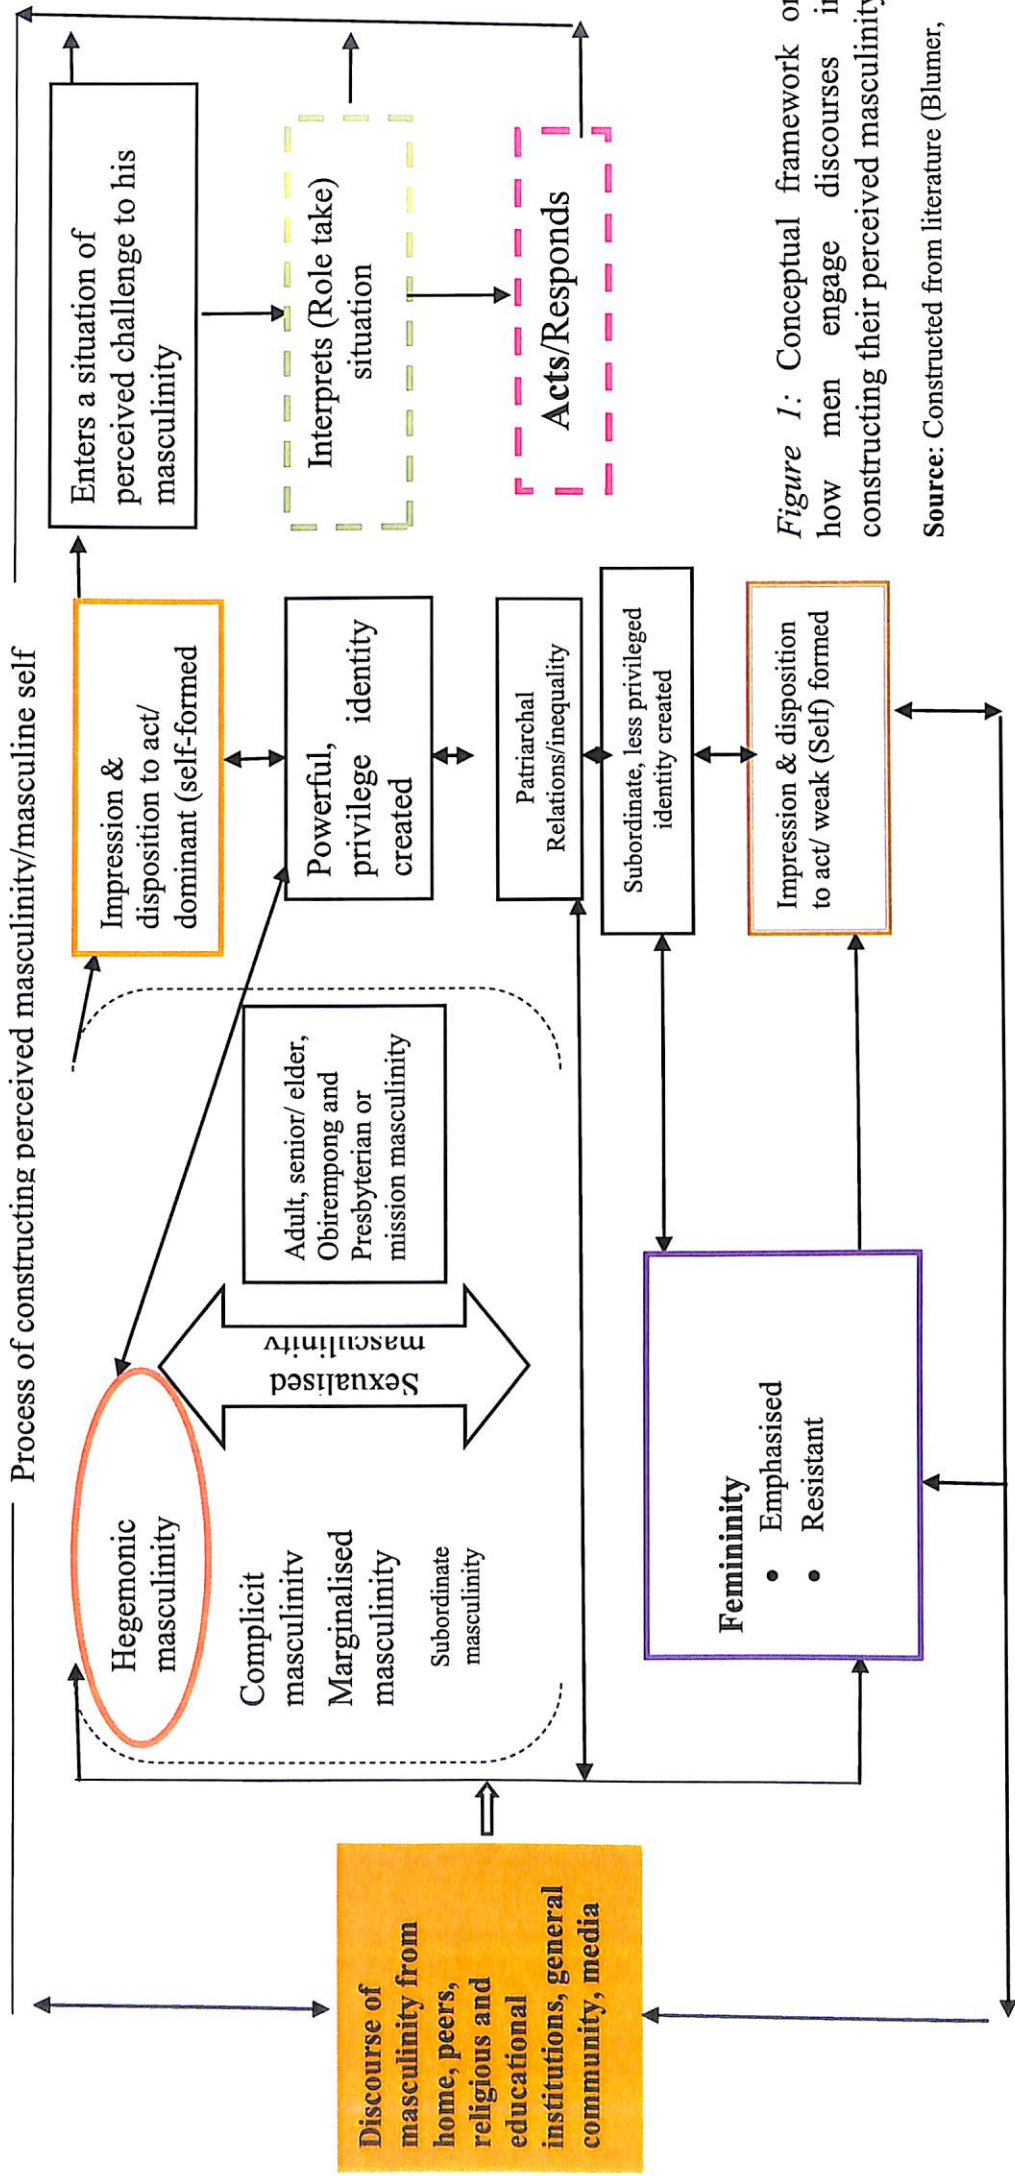 Process of constructing perceived masculinity/masculine self
Discourse of
masculinity from
home, peers,
religious and
educational
institutions, general
community, media
Hegemonic
masculinity
Complicit
masculinity
Marginalised
masculinity
Subordinate
masculinity
Sexualised
masculinity
Adult, senior/ elder,
Obirempong and
Presbyterian or
mission masculinity
Femininity
• Emphasised
• Resistant
Impression &
disposition to act/
dominant (self-formed
Powerful,
privilege identity
created
Patriarchal
Relations/inequality
Subordinate, less privileged
identity created
Impression & disposition
to act/ weak (Self) formed
Enters a situation of
perceived challenge to his
masculinity
Interprets (Role take)
situation
Acts/Responds
Figure 1: Conceptual framework on
how men engage discourses in
constructing their perceived masculinity
Source: Constructed from literature (Blumer,